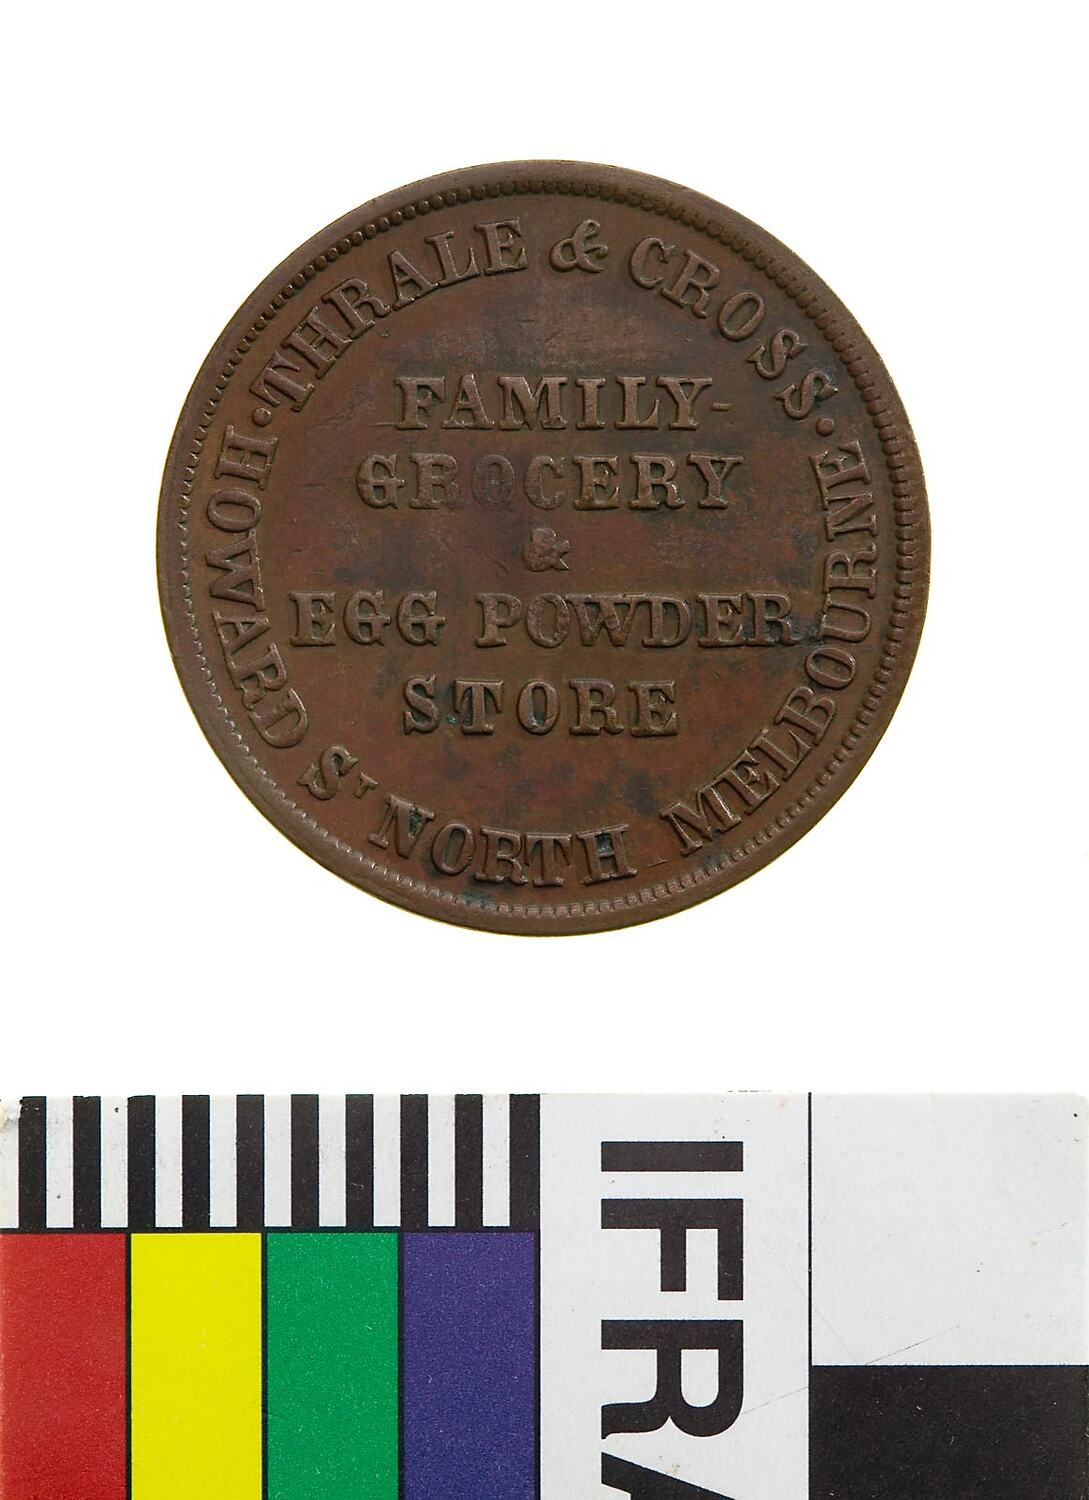 ·THRALE & CROSS·
FAMILY-
GROCERY
&
EGG POWDER
STORE
HOWARD ST NORTH MELBOURNE
IFRA